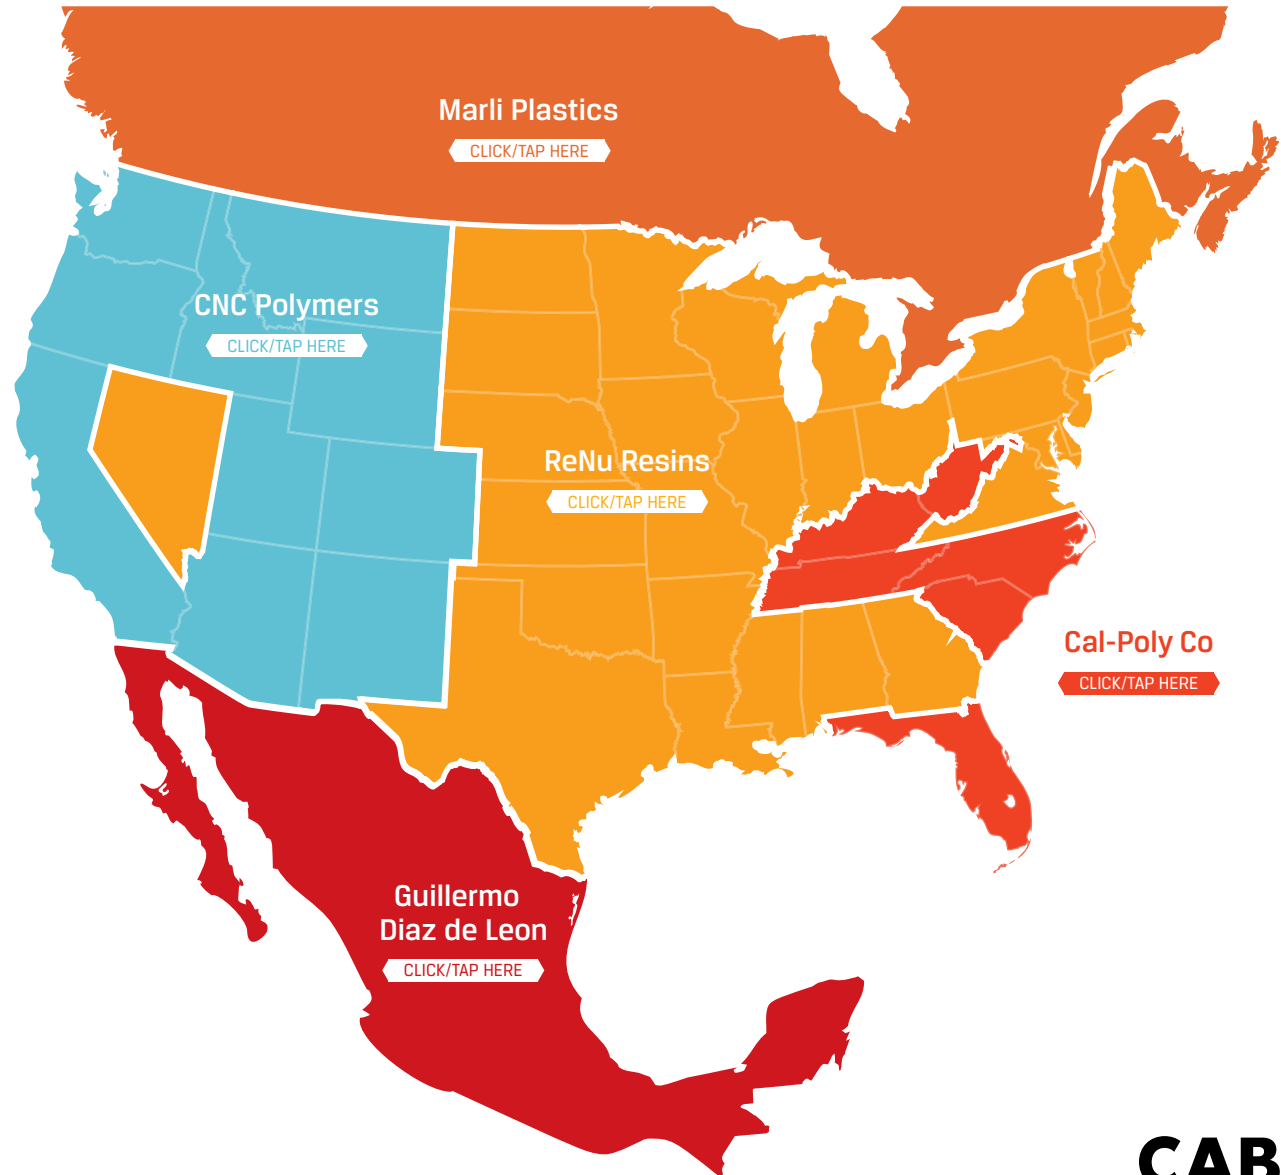 Marli Plastics
CLICK/TAP HERE
CNC Polymers
CLICK/TAP HERE
ReNu Resins
CLICK/TAP HERE
Cal-Poly Co
CLICK/TAP HERE
Guillermo
Diaz de Leon
CLICK/TAP HERE
CAB